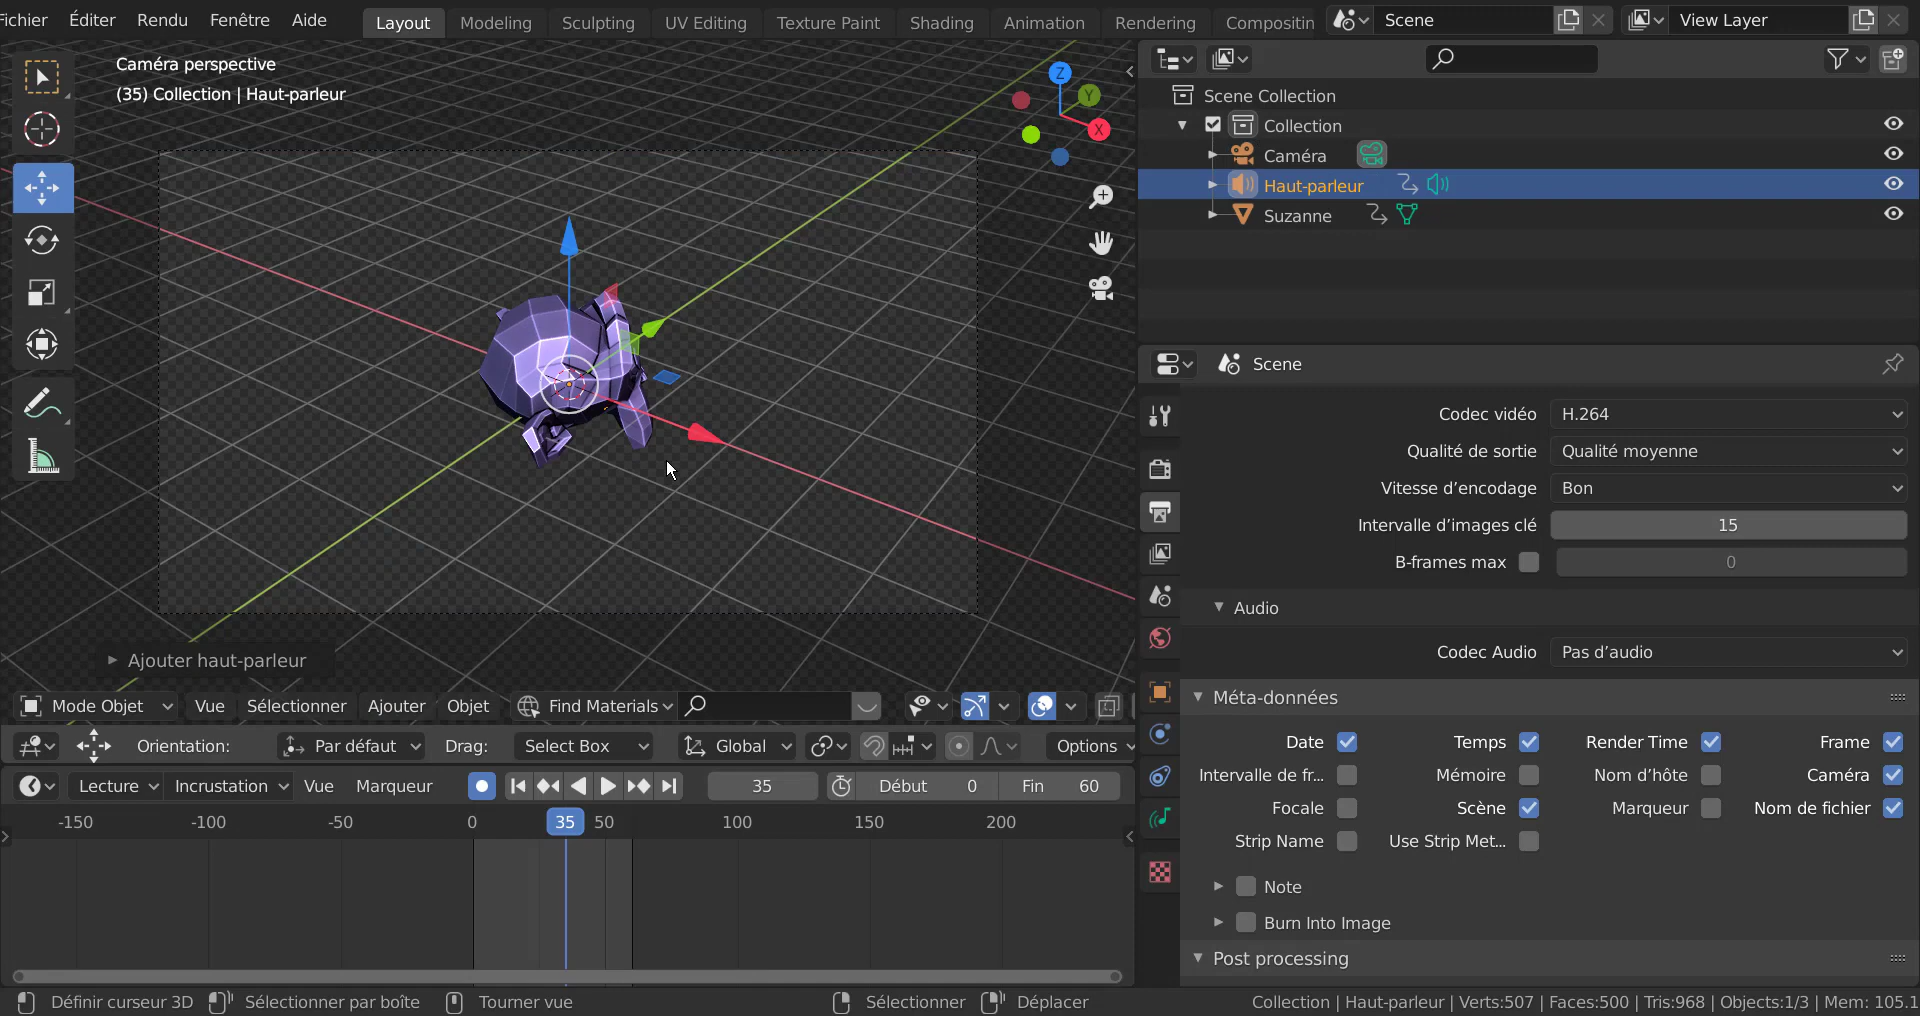 ichier Éditer Rendu Fenêtre Aide Layout Modeling Sculpting UV Editing Texture Paint Shading Animation Rendering Compositin Scene View Layer
Caméra perspective
(35) Collection | Haut-parleur
Z
Y
X
Ajouter haut-parleur
Mode Objet Vue Sélectionner Ajouter Objet Find Materials
Orientation: Par défaut Drag: Select Box Global Options
Lecture Incrustation Vue Marqueur 35 Début 0 Fin 60
-150 -100 -50 0 35 50 100 150 200
Scene Collection
Collection
Caméra
Haut-parleur
Suzanne
Scene
Codec vidéo H.264
Qualité de sortie Qualité moyenne
Vitesse d’encodage Bon
Intervalle d’images clé 15
B-frames max 0
Audio
Codec Audio Pas d’audio
Méta-données
Date Temps Render Time Frame
Intervalle de fr... Mémoire Nom d’hôte Caméra
Focale Scène Marqueur Nom de fichier
Strip Name Use Strip Met...
Note
Burn Into Image
Post processing
Définir curseur 3D Sélectionner par boîte Tourner vue Sélectionner Déplacer Collection | Haut-parleur | Verts:507 | Faces:500 | Tris:968 | Objects:1/3 | Mem: 105.1